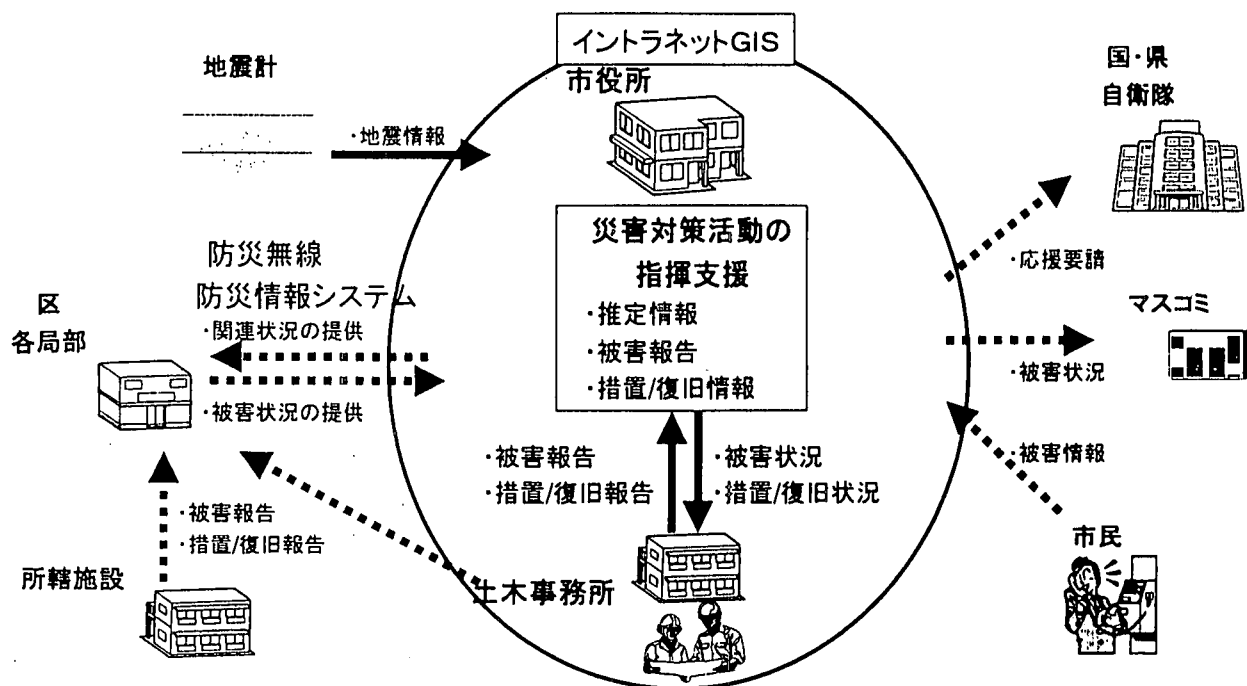 イントラネットGIS
市役所
地震計
・地震情報
国・県
自衛隊
災害対策活動の
指揮支援
・推定情報
・被害報告
・措置/復旧情報
・応援要請
防災無線
防災情報システム
区
各局部
・関連状況の提供
・被害状況の提供
マスコミ
・被害状況
・被害報告
・措置/復旧報告
・被害状況
・措置/復旧状況
・被害情報
・被害報告
・措置/復旧報告
所轄施設
土木事務所
市民